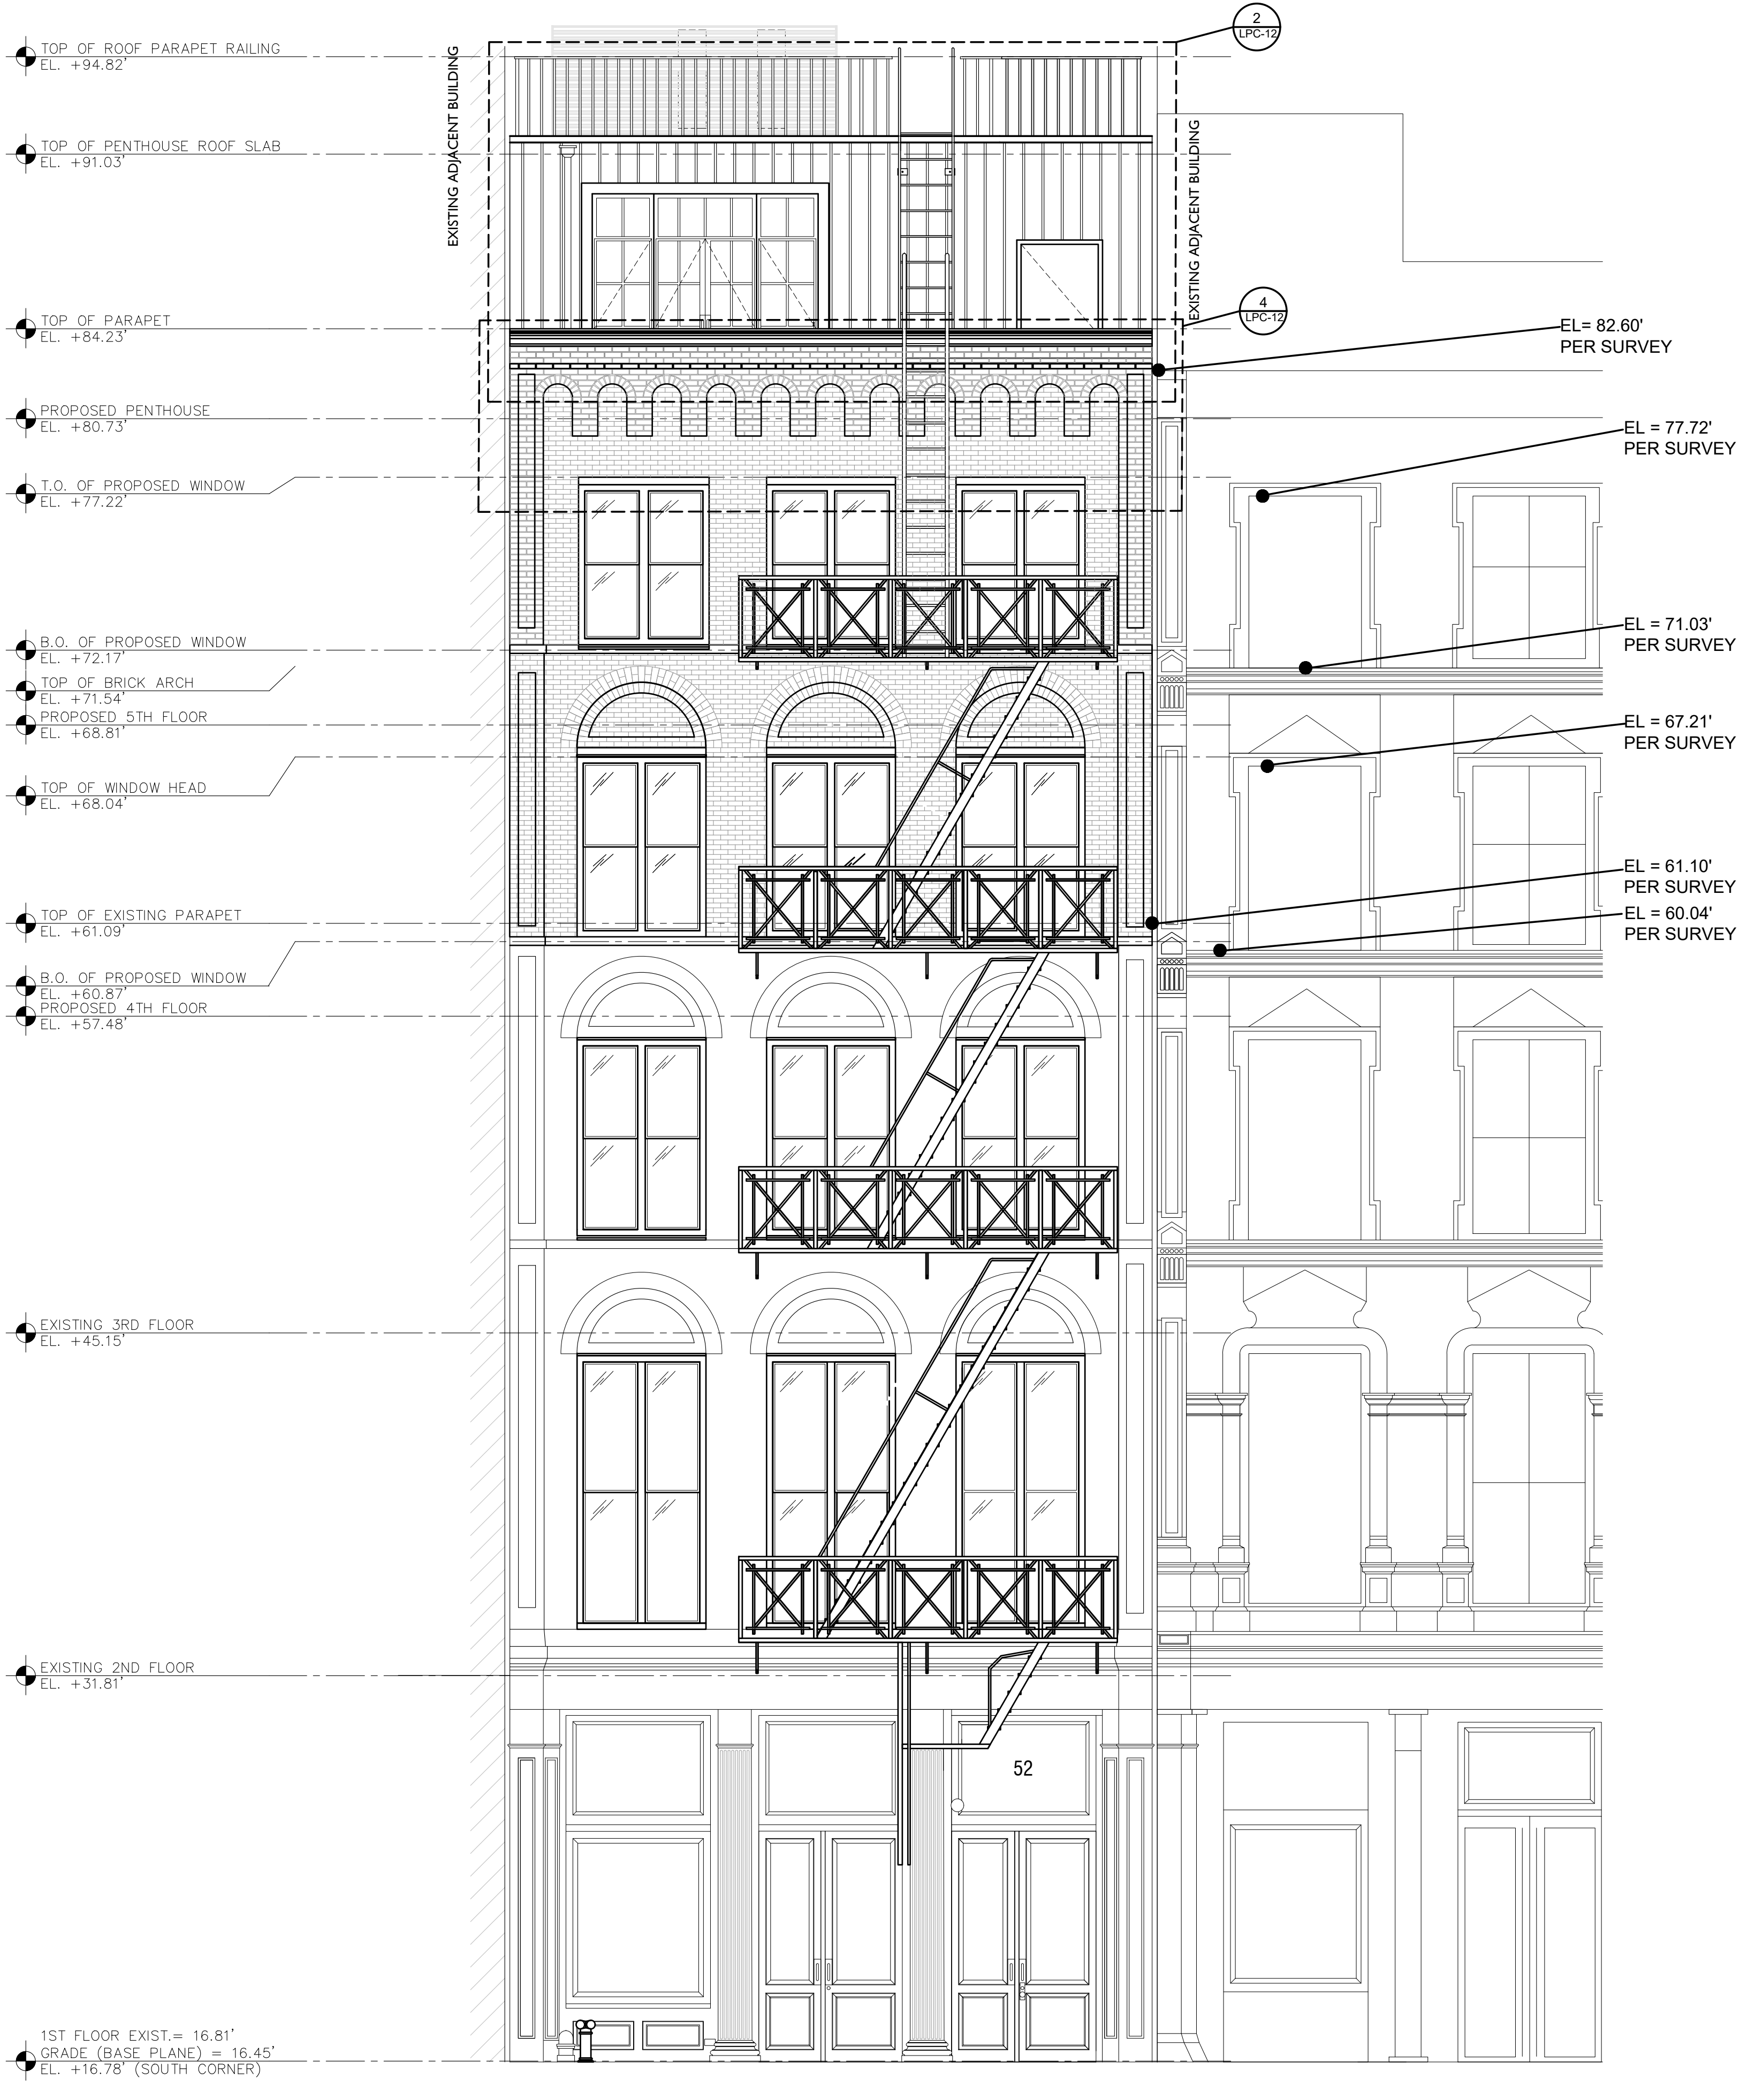 2
LPC-12
TOP OF ROOF PARAPET RAILING
EL. +94.82'
EXISTING ADJACENT BUILDING
TOP OF PENTHOUSE ROOF SLAB
EL. +91.03'
EXISTING ADJACENT BUILDING
4
LPC-12
TOP OF PARAPET
EL. +84.23'
EL= 82.60'
PER SURVEY
PROPOSED PENTHOUSE
EL. +80.73'
EL = 77.72'
PER SURVEY
T.O. OF PROPOSED WINDOW
EL. +77.22'
EL = 71.03'
PER SURVEY
B.O. OF PROPOSED WINDOW
EL. +72.17'
TOP OF BRICK ARCH
EL. +71.54'
PROPOSED 5TH FLOOR
EL. +68.81'
EL = 67.21'
PER SURVEY
TOP OF WINDOW HEAD
EL. +68.04'
EL = 61.10'
PER SURVEY
TOP OF EXISTING PARAPET
EL. +61.09'
EL = 60.04'
PER SURVEY
B.O. OF PROPOSED WINDOW
EL. +60.87'
PROPOSED 4TH FLOOR
EL. +57.48'
EXISTING 3RD FLOOR
EL. +45.15'
EXISTING 2ND FLOOR
EL. +31.81'
52
1ST FLOOR EXIST.= 16.81'
GRADE (BASE PLANE) = 16.45'
EL. +16.78' (SOUTH CORNER)